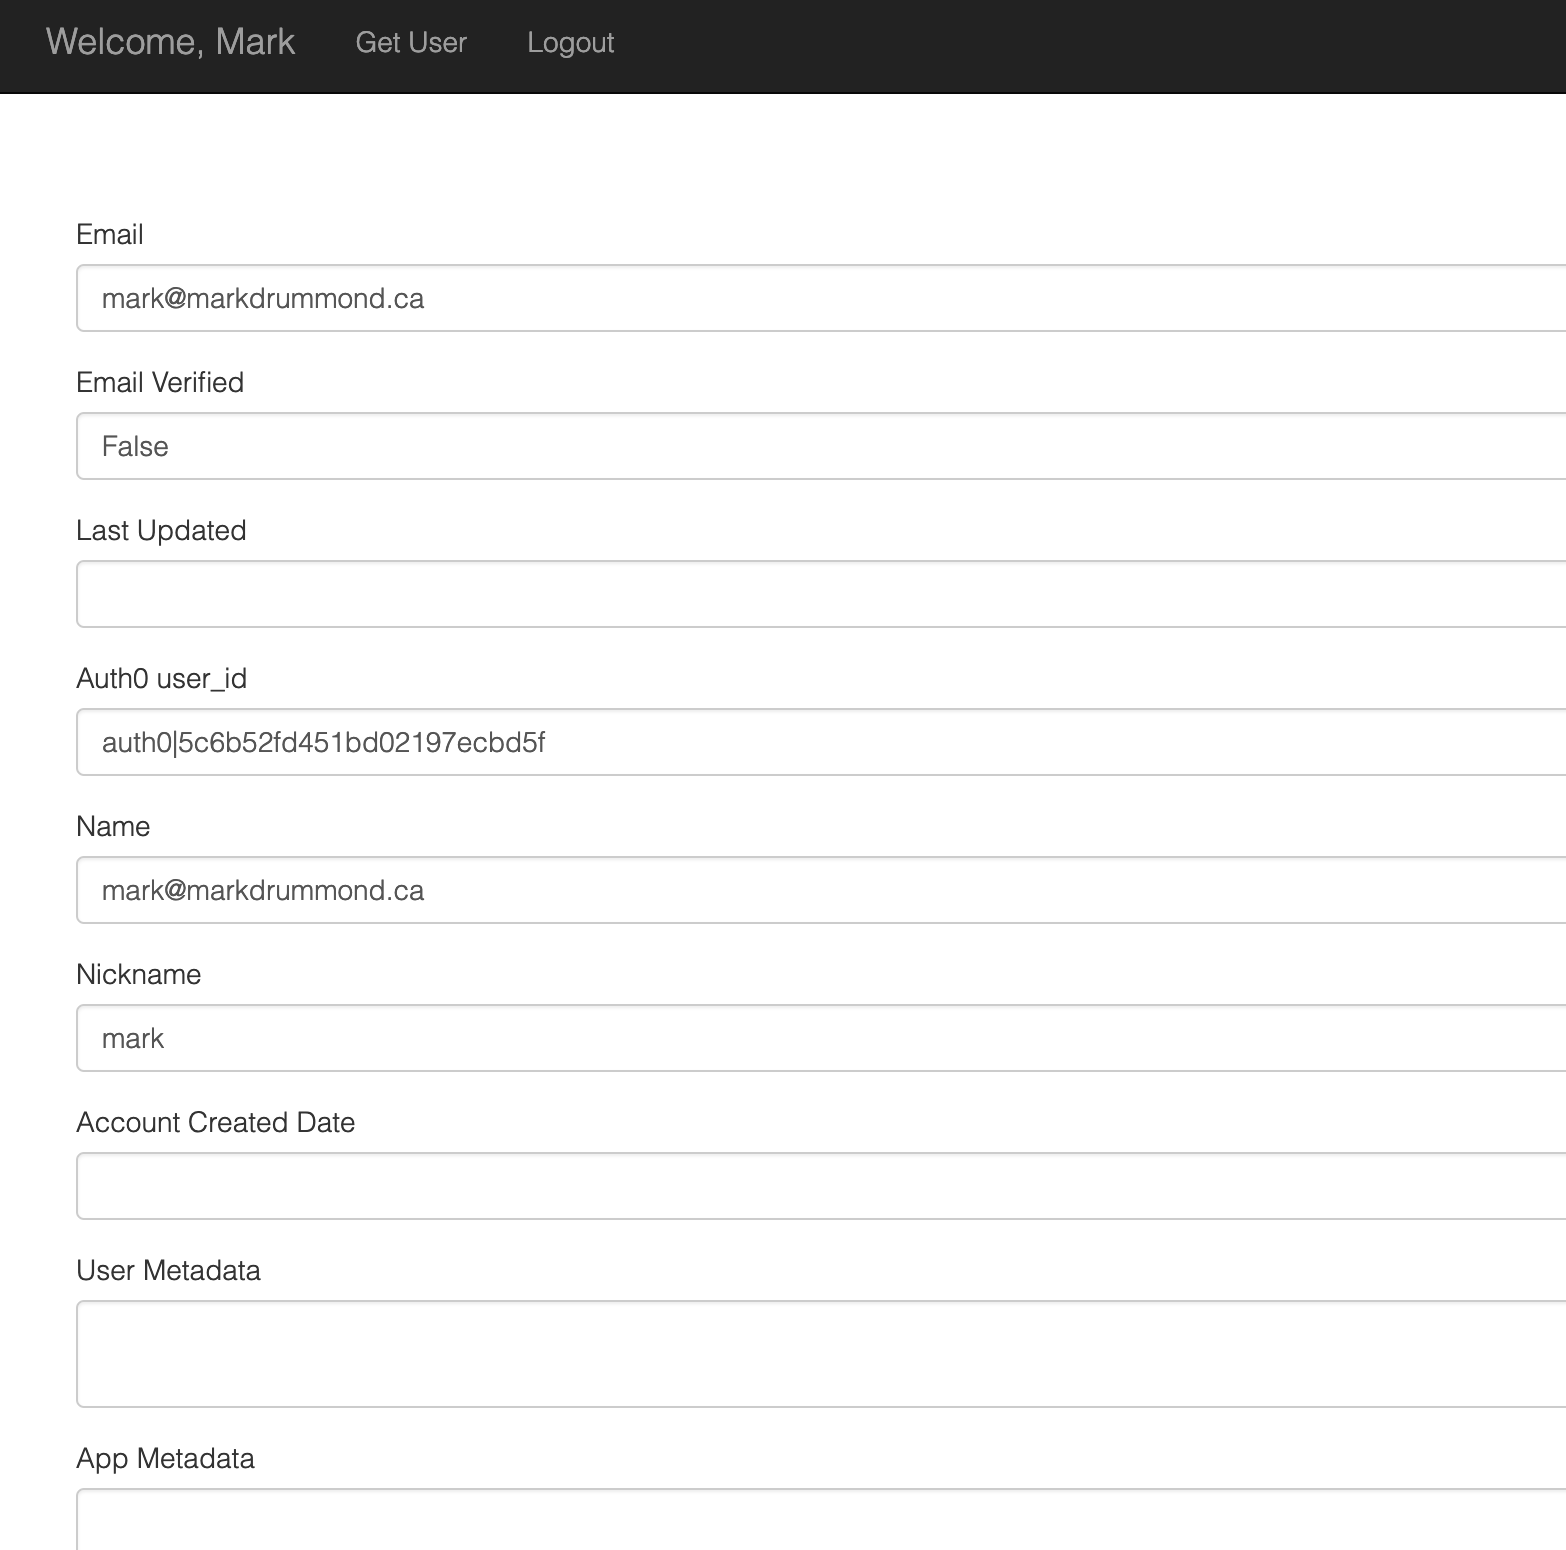 Welcome, Mark Get User Logout
Email
mark@markdrummond.ca
Email Verified
False
Last Updated
Auth0 user_id
auth0|5c6b52fd451bd02197ecbd5f
Name
mark@markdrummond.ca
Nickname
mark
Account Created Date
User Metadata
App Metadata